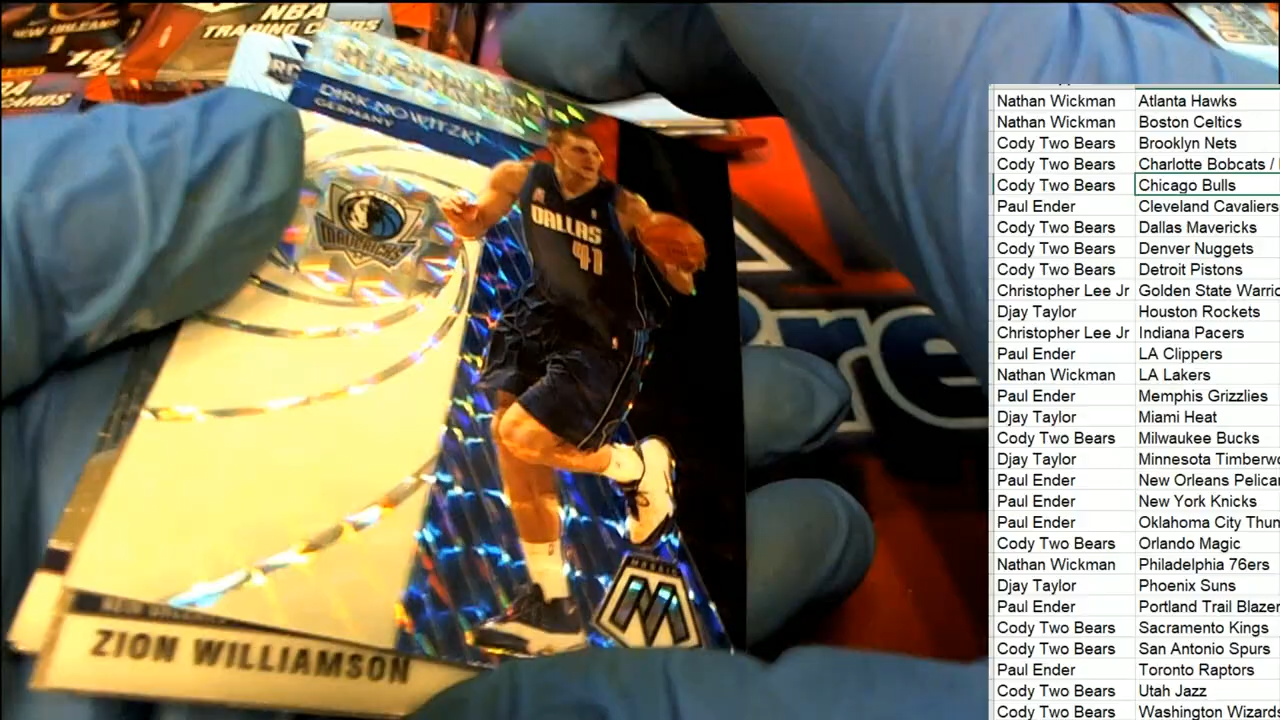 NBA
TRADING CARDS
NEW ORLEANS
DIRK NOWITZKI
GERMANY
MAVERICKS
DALLAS
41
MOSAIC
ZION WILLIAMSON
Nathan Wickman Atlanta Hawks
Nathan Wickman Boston Celtics
Cody Two Bears Brooklyn Nets
Cody Two Bears Charlotte Bobcats /
Cody Two Bears Chicago Bulls
Paul Ender Cleveland Cavaliers
Cody Two Bears Dallas Mavericks
Cody Two Bears Denver Nuggets
Cody Two Bears Detroit Pistons
Christopher Lee Jr Golden State Warric
Djay Taylor Houston Rockets
Christopher Lee Jr Indiana Pacers
Paul Ender LA Clippers
Nathan Wickman LA Lakers
Paul Ender Memphis Grizzlies
Djay Taylor Miami Heat
Cody Two Bears Milwaukee Bucks
Djay Taylor Minnesota Timberwo
Paul Ender New Orleans Pelica
Paul Ender New York Knicks
Paul Ender Oklahoma City Thun
Cody Two Bears Orlando Magic
Nathan Wickman Philadelphia 76ers
Djay Taylor Phoenix Suns
Paul Ender Portland Trail Blazer
Cody Two Bears Sacramento Kings
Cody Two Bears San Antonio Spurs
Paul Ender Toronto Raptors
Cody Two Bears Utah Jazz
Cody Two Bears Washington Wizards